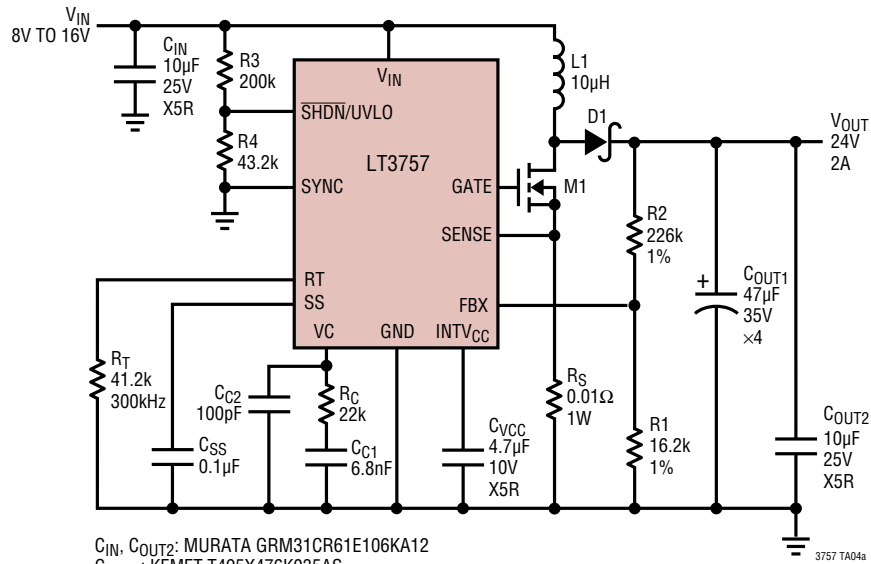 VIN
8V TO 16V
CIN
10µF
25V
X5R
R3
200k
R4
43.2k
VIN
SHDN/UVLO
LT3757
SYNC
GATE
SENSE
RT
SS
FBX
VC
GND
INTVCC
L1
10µH
D1
M1
VOUT
24V
2A
R2
226k
1%
+
COUT1
47µF
35V
×4
RT
41.2k
300kHz
CSS
0.1µF
CC2
100pF
RC
22k
CC1
6.8nF
CVCC
4.7µF
10V
X5R
RS
0.01Ω
1W
R1
16.2k
1%
COUT2
10µF
25V
X5R
3757 TA04a
CIN, COUT2: MURATA GRM31CR61E106KA12